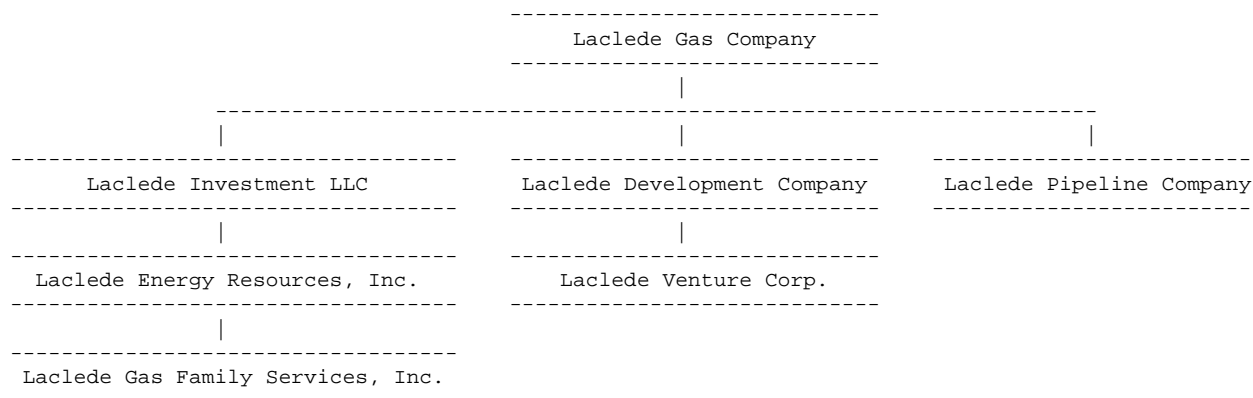 Laclede Gas Company
Laclede Investment LLC
Laclede Development Company
Laclede Pipeline Company
Laclede Energy Resources, Inc.
Laclede Venture Corp.
Laclede Gas Family Services, Inc.